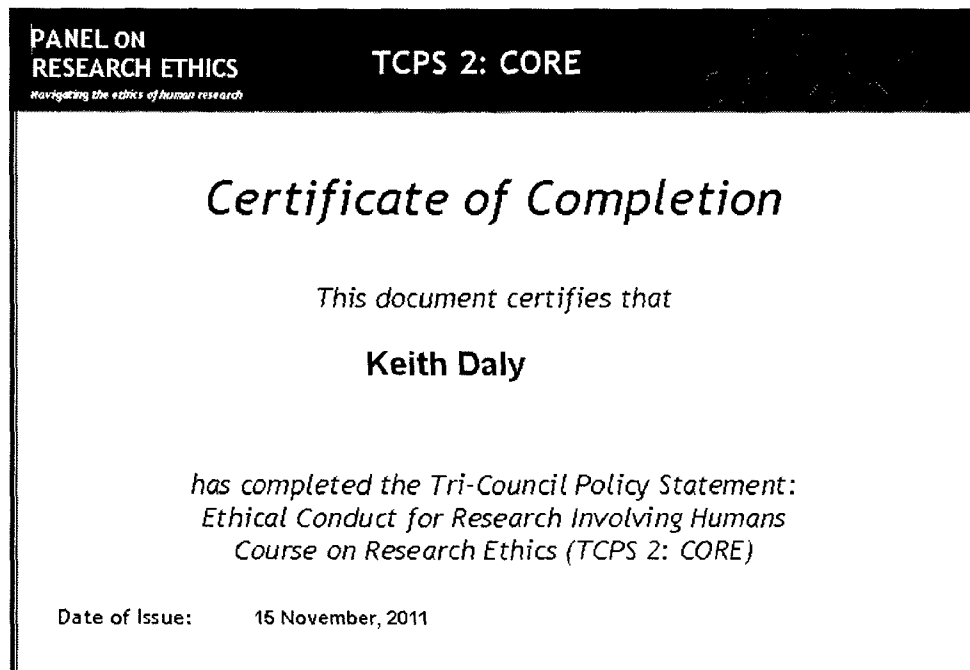 PANEL ON
RESEARCH ETHICS
Navigating the ethics of human research
TCPS 2: CORE
Certificate of Completion
This document certifies that
Keith Daly
has completed the Tri-Council Policy Statement:
Ethical Conduct for Research Involving Humans
Course on Research Ethics (TCPS 2: CORE)
Date of Issue: 15 November, 2011